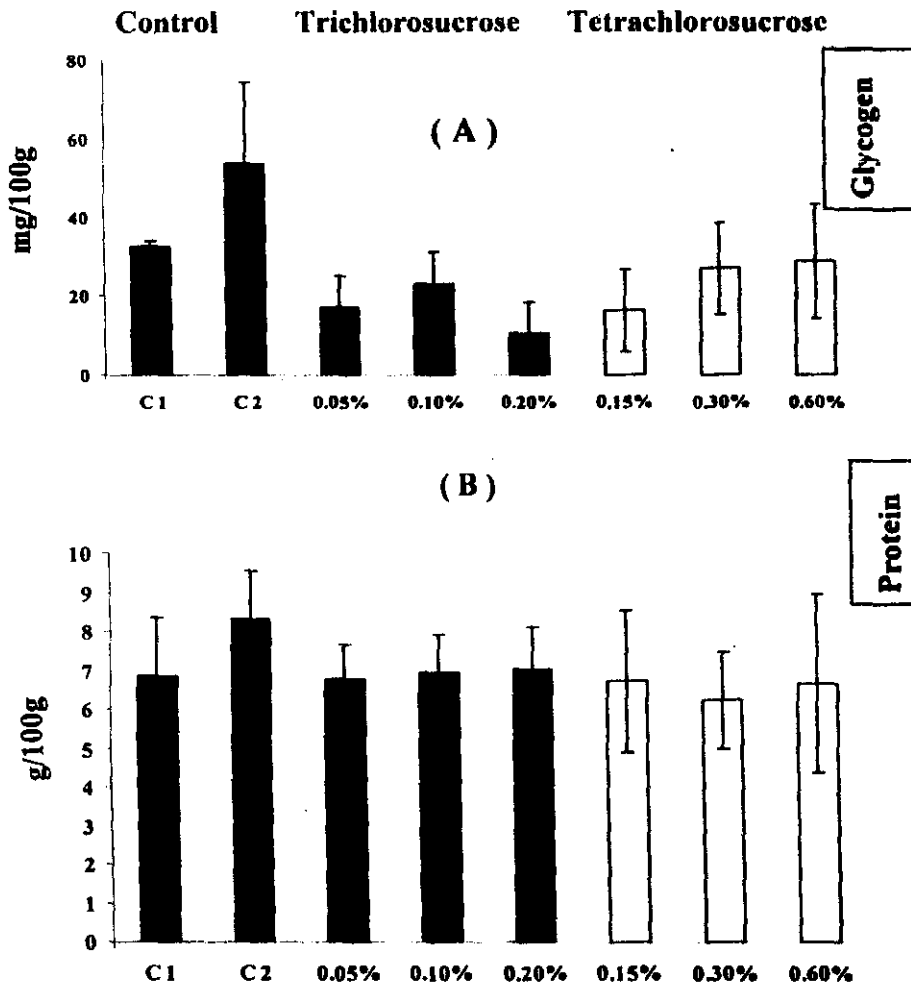 Control Trichlorosucrose Tetrachlorosucrose
( A )
Glycogen
mg/100g
80
60
40
20
0
C 1 C 2 0.05% 0.10% 0.20% 0.15% 0.30% 0.60%
( B )
Protein
g/100g
10
9
8
7
6
5
4
3
2
1
0
C 1 C 2 0.05% 0.10% 0.20% 0.15% 0.30% 0.60%